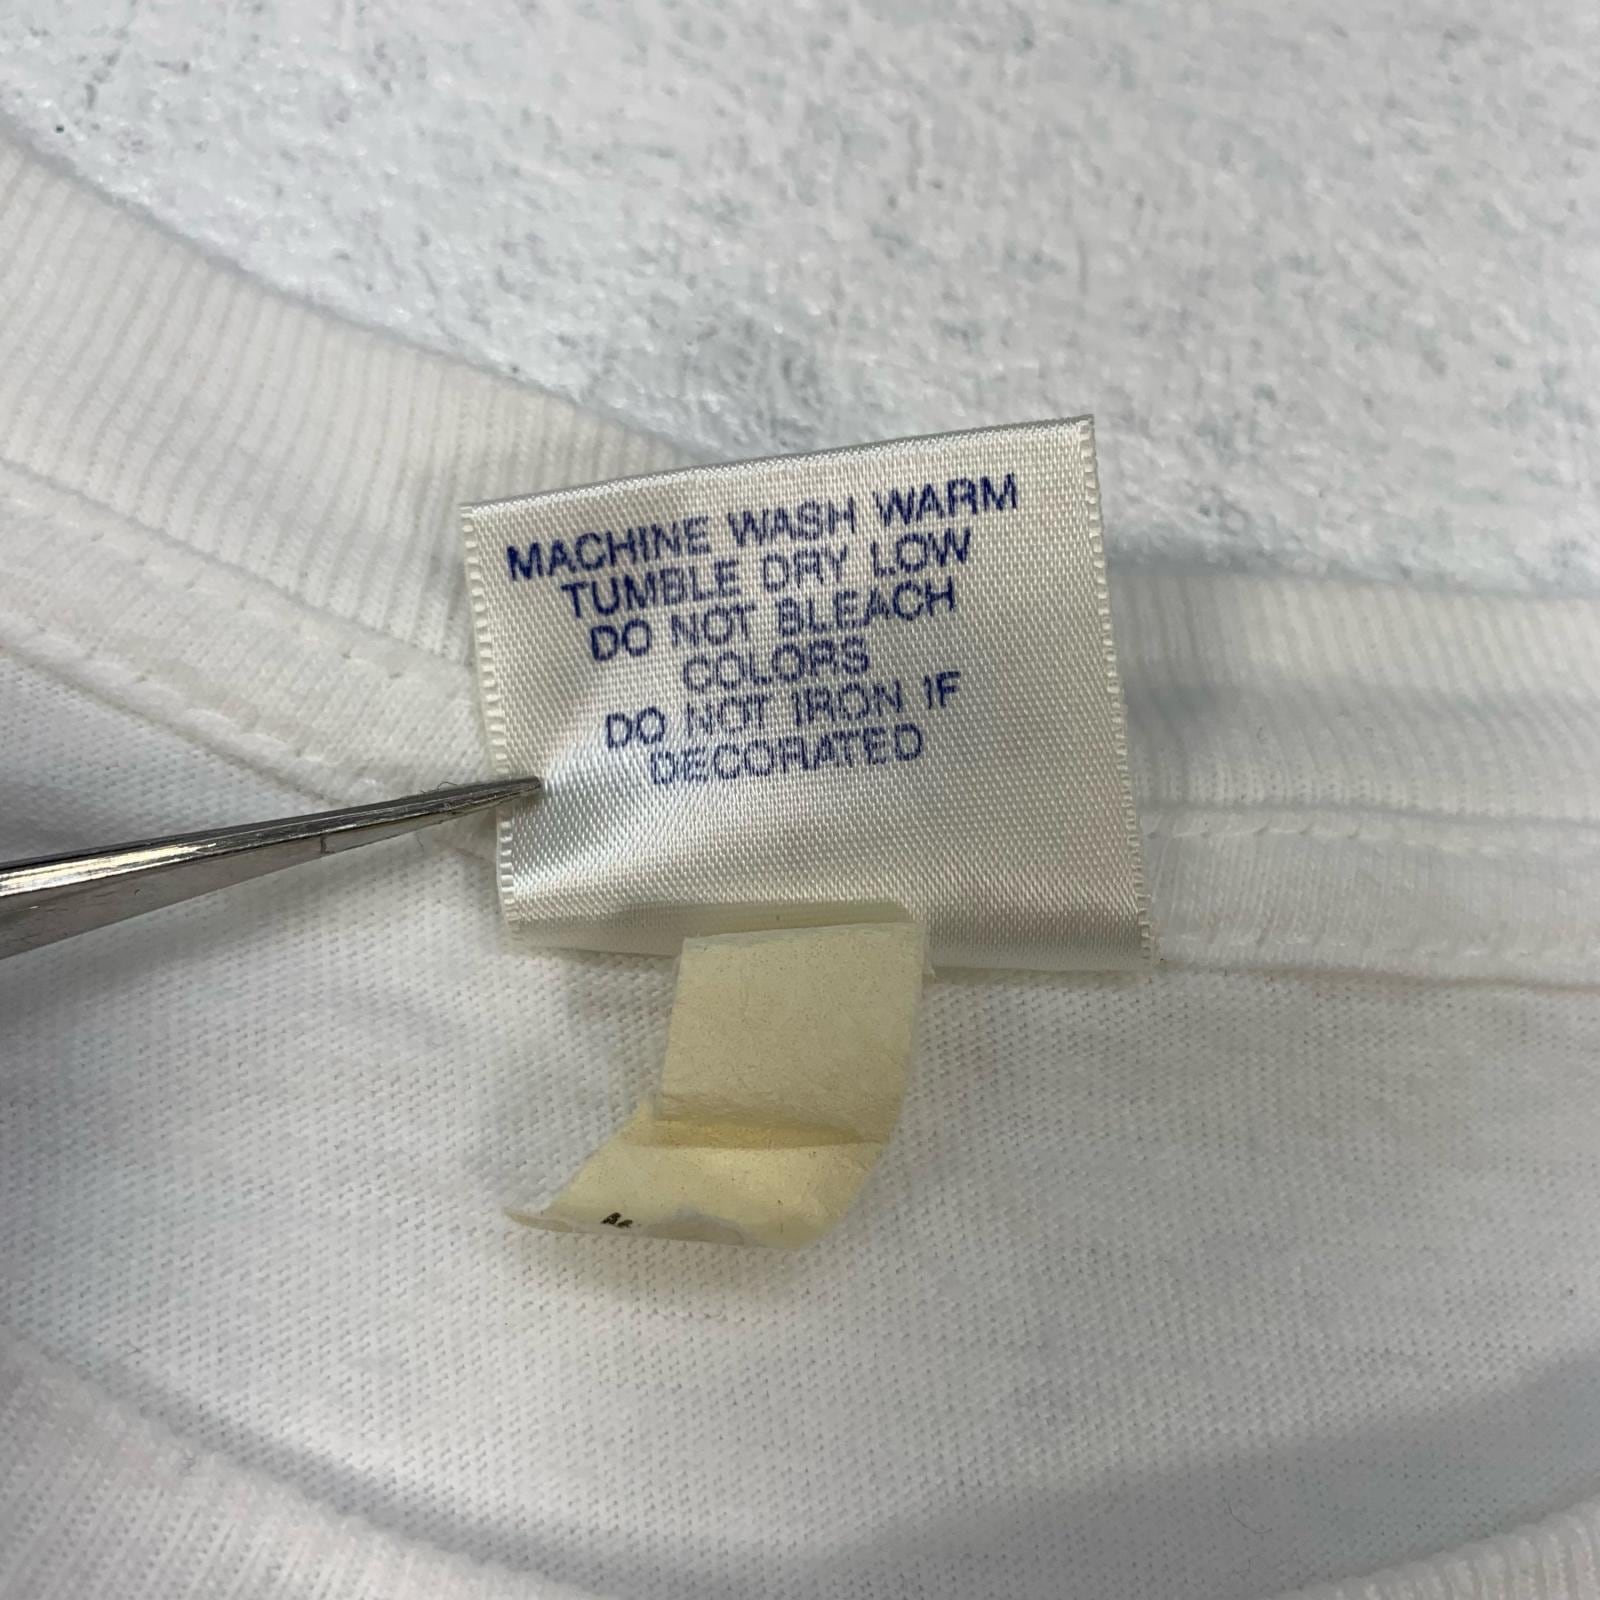 MACHINE WASH WARM
TUMBLE DRY LOW
DO NOT BLEACH
COLORS
DO NOT IRON IF
DECORATED